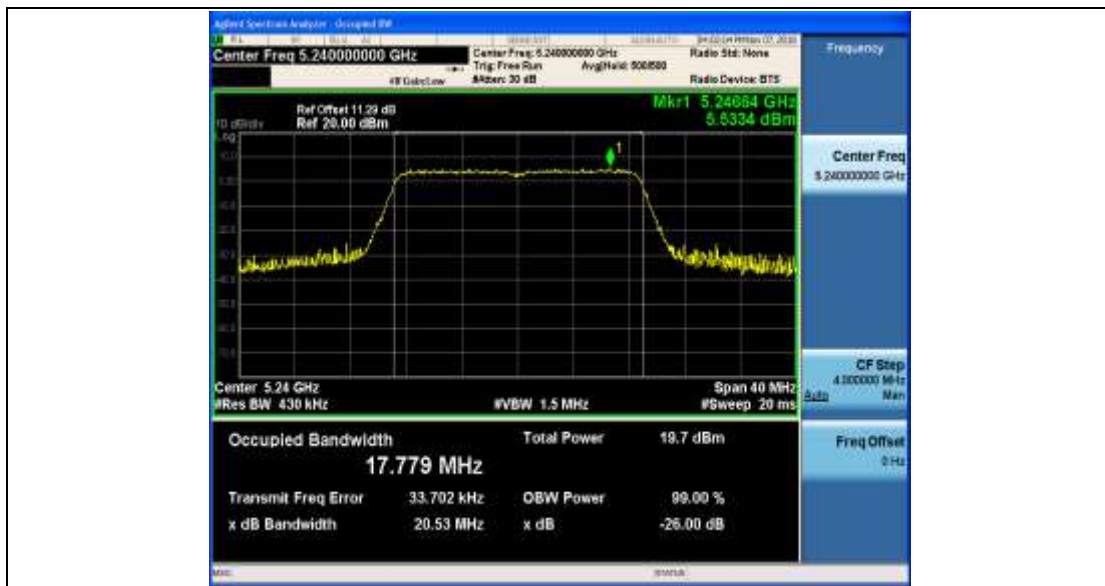 Agilent Spectrum Analyzer - Occupied BW
Center Freq 5.240000000 GHz
Center Freq: 5.240000000 GHz
Trig: Free Run Avg|Hold: 500/500
#IFGain:Low #Atten: 30 dB
Radio Std: None
Radio Device: BTS
Frequency
Ref Offset 11.29 dB
10 dB/div Ref 20.00 dBm
Log
Mkr1 5.24664 GHz
5.5334 dBm
1
Center Freq
5.240000000 GHz
Center 5.24 GHz
Span 40 MHz
#Res BW 430 kHz
#VBW 1.5 MHz
#Sweep 20 ms
CF Step
4.000000 MHz
Auto Man
Occupied Bandwidth
17.779 MHz
Total Power 19.7 dBm
Freq Offset
0 Hz
Transmit Freq Error 33.702 kHz OBW Power 99.00 %
x dB Bandwidth 20.53 MHz x dB -26.00 dB
MSG
STATUS